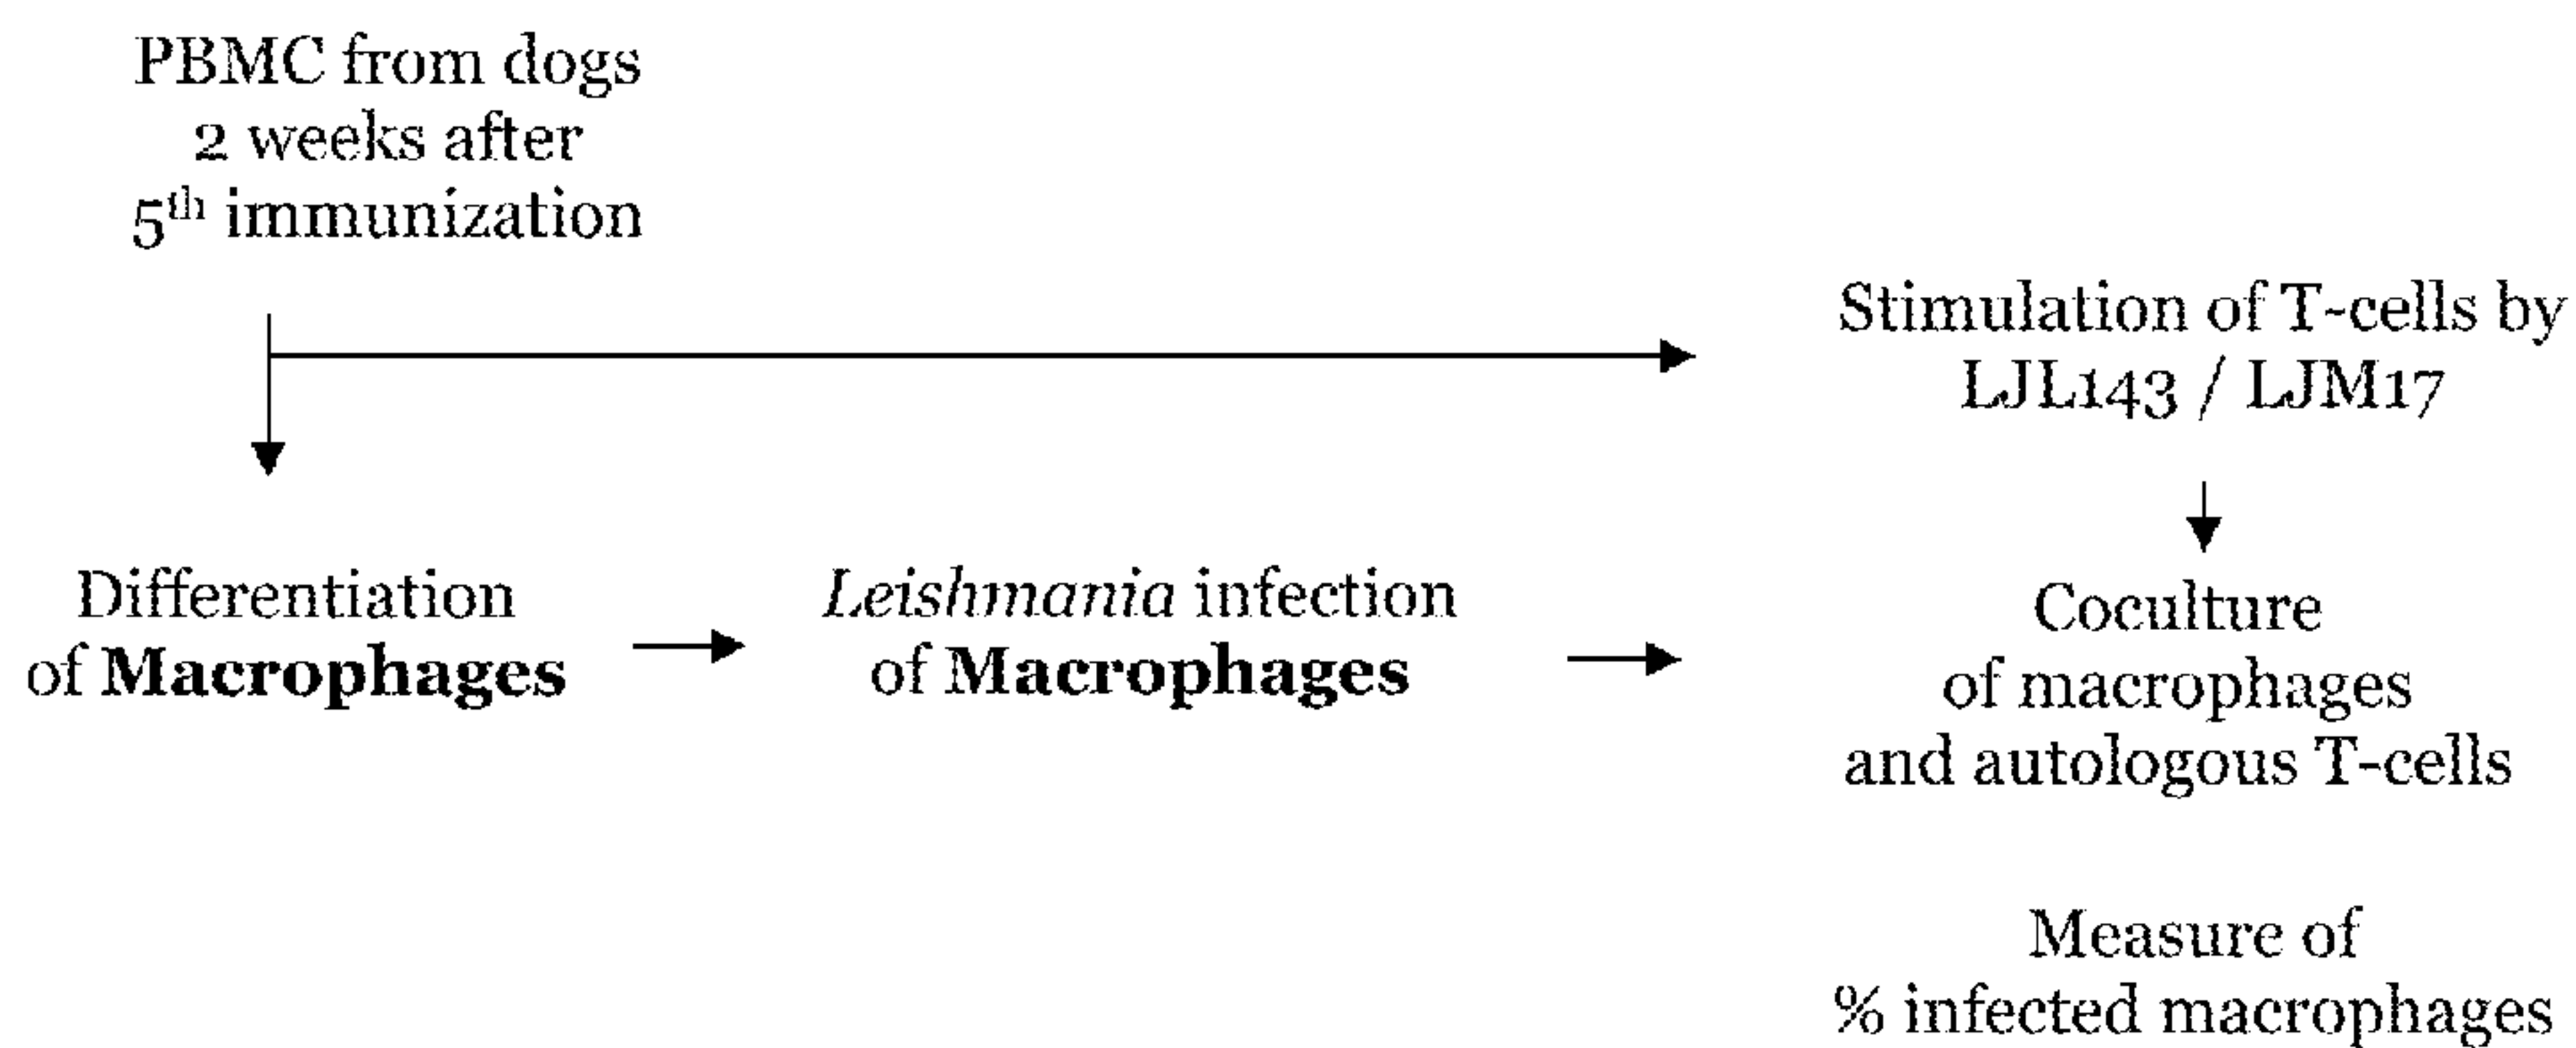 PBMC from dogs
2 weeks after
5th immunization
Stimulation of T-cells by
LJL143 / LJM17
Differentiation
of Macrophages
Leishmania infection
of Macrophages
Coculture
of macrophages
and autologous T-cells
Measure of
% infected macrophages